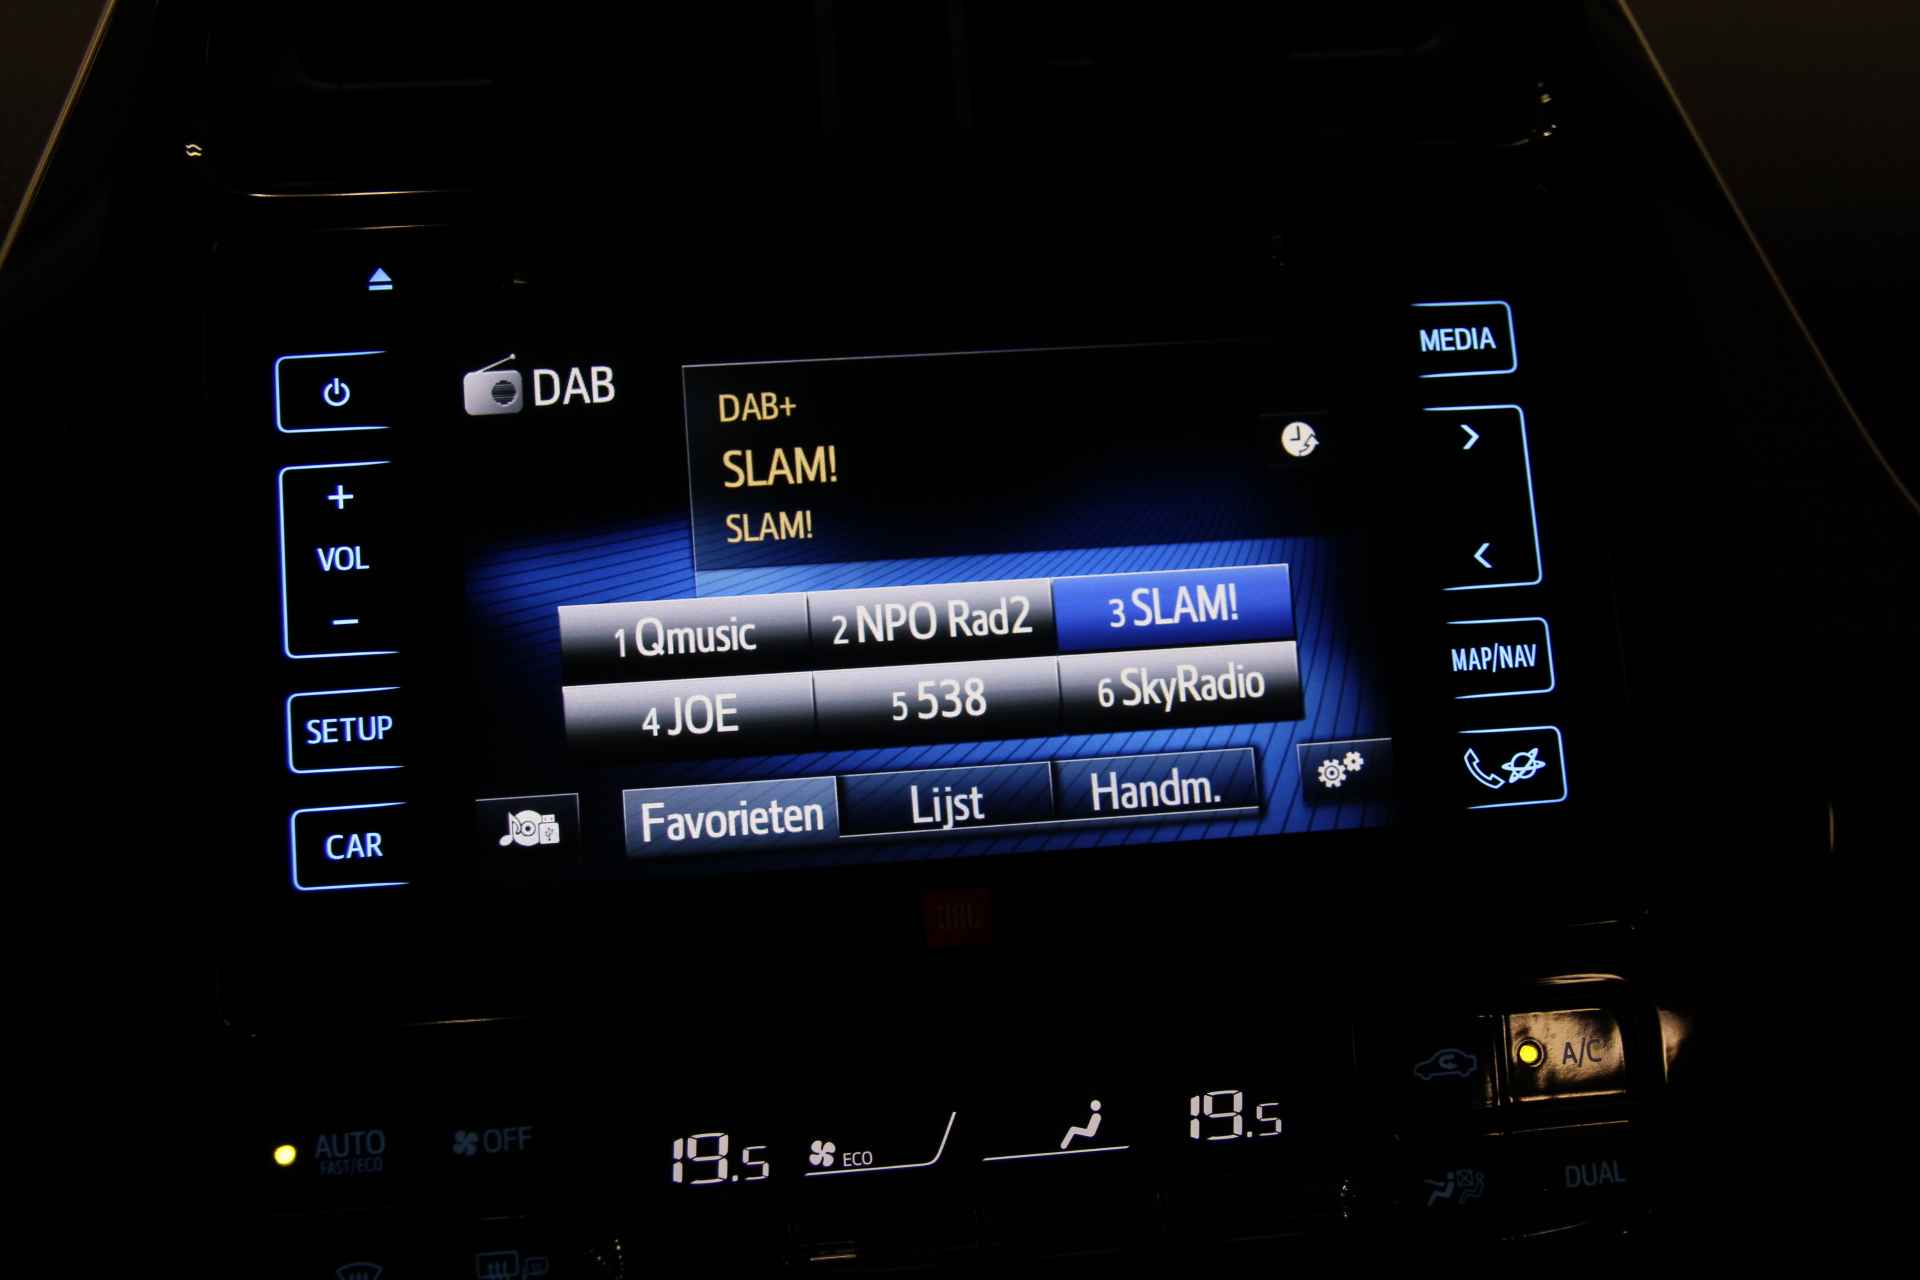 DAB
DAB+
SLAM!
SLAM!
1 Qmusic
2 NPO Rad2
3 SLAM!
4 JOE
5 538
6 SkyRadio
Favorieten
Lijst
Handm.
+
VOL
−
SETUP
CAR
MEDIA
>
<
MAP/NAV
JBL
A/C
AUTO
FAST/ECO
OFF
19.5
ECO
19.5
DUAL